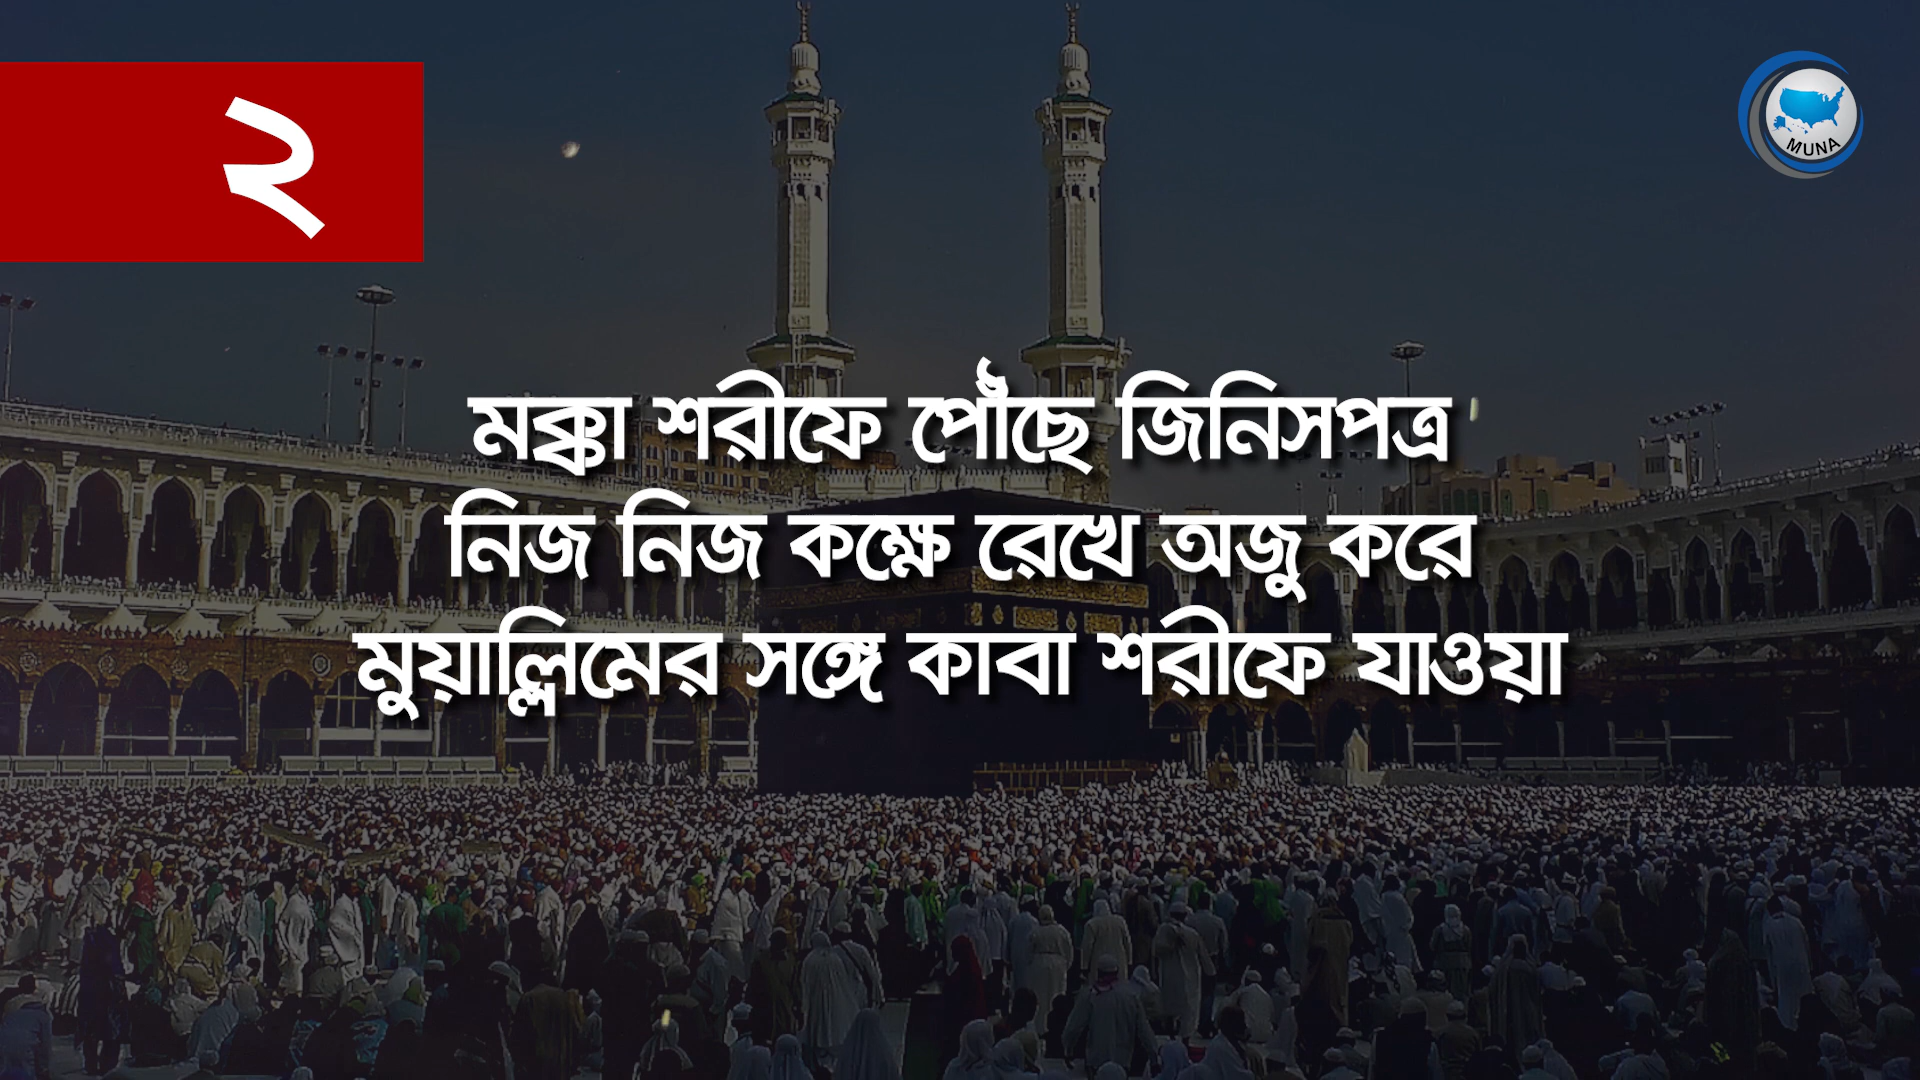 ২
MUNA
মক্কা শরীফে পৌঁছে জিনিসপত্র
নিজ নিজ কক্ষে রেখে অজু করে
মুয়াল্লিমের সঙ্গে কাবা শরীফে যাওয়া